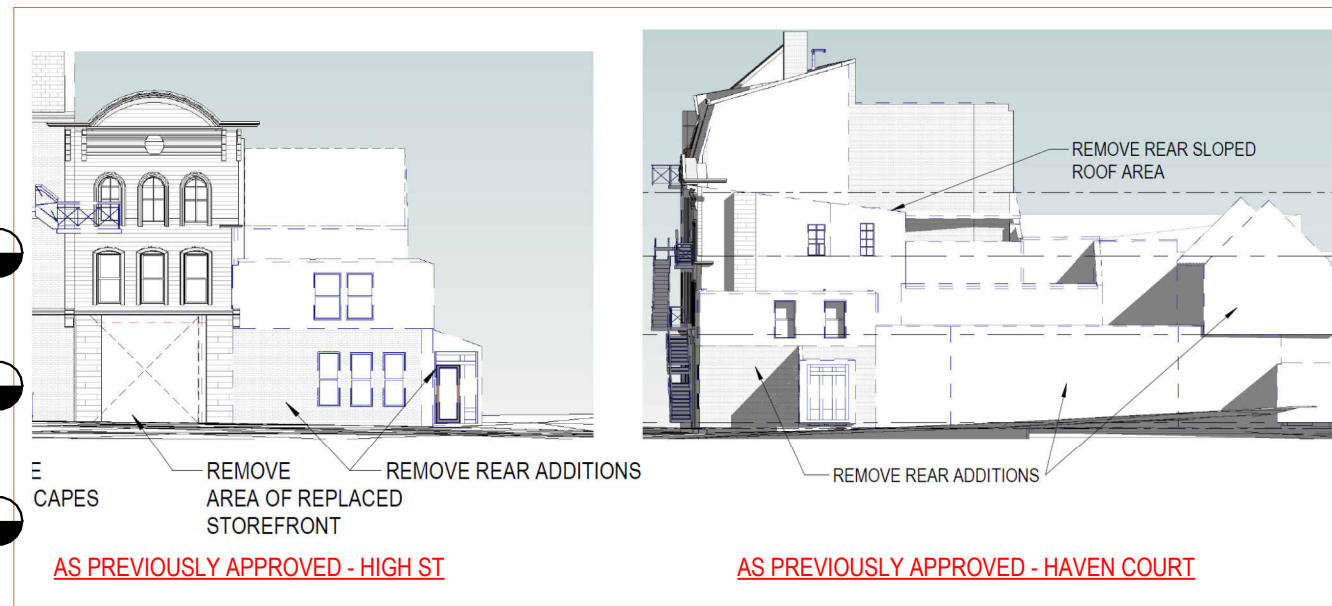 REMOVE REAR SLOPED
ROOF AREA
E
CAPES
REMOVE
AREA OF REPLACED
STOREFRONT
REMOVE REAR ADDITIONS
REMOVE REAR ADDITIONS
AS PREVIOUSLY APPROVED - HIGH ST
AS PREVIOUSLY APPROVED - HAVEN COURT